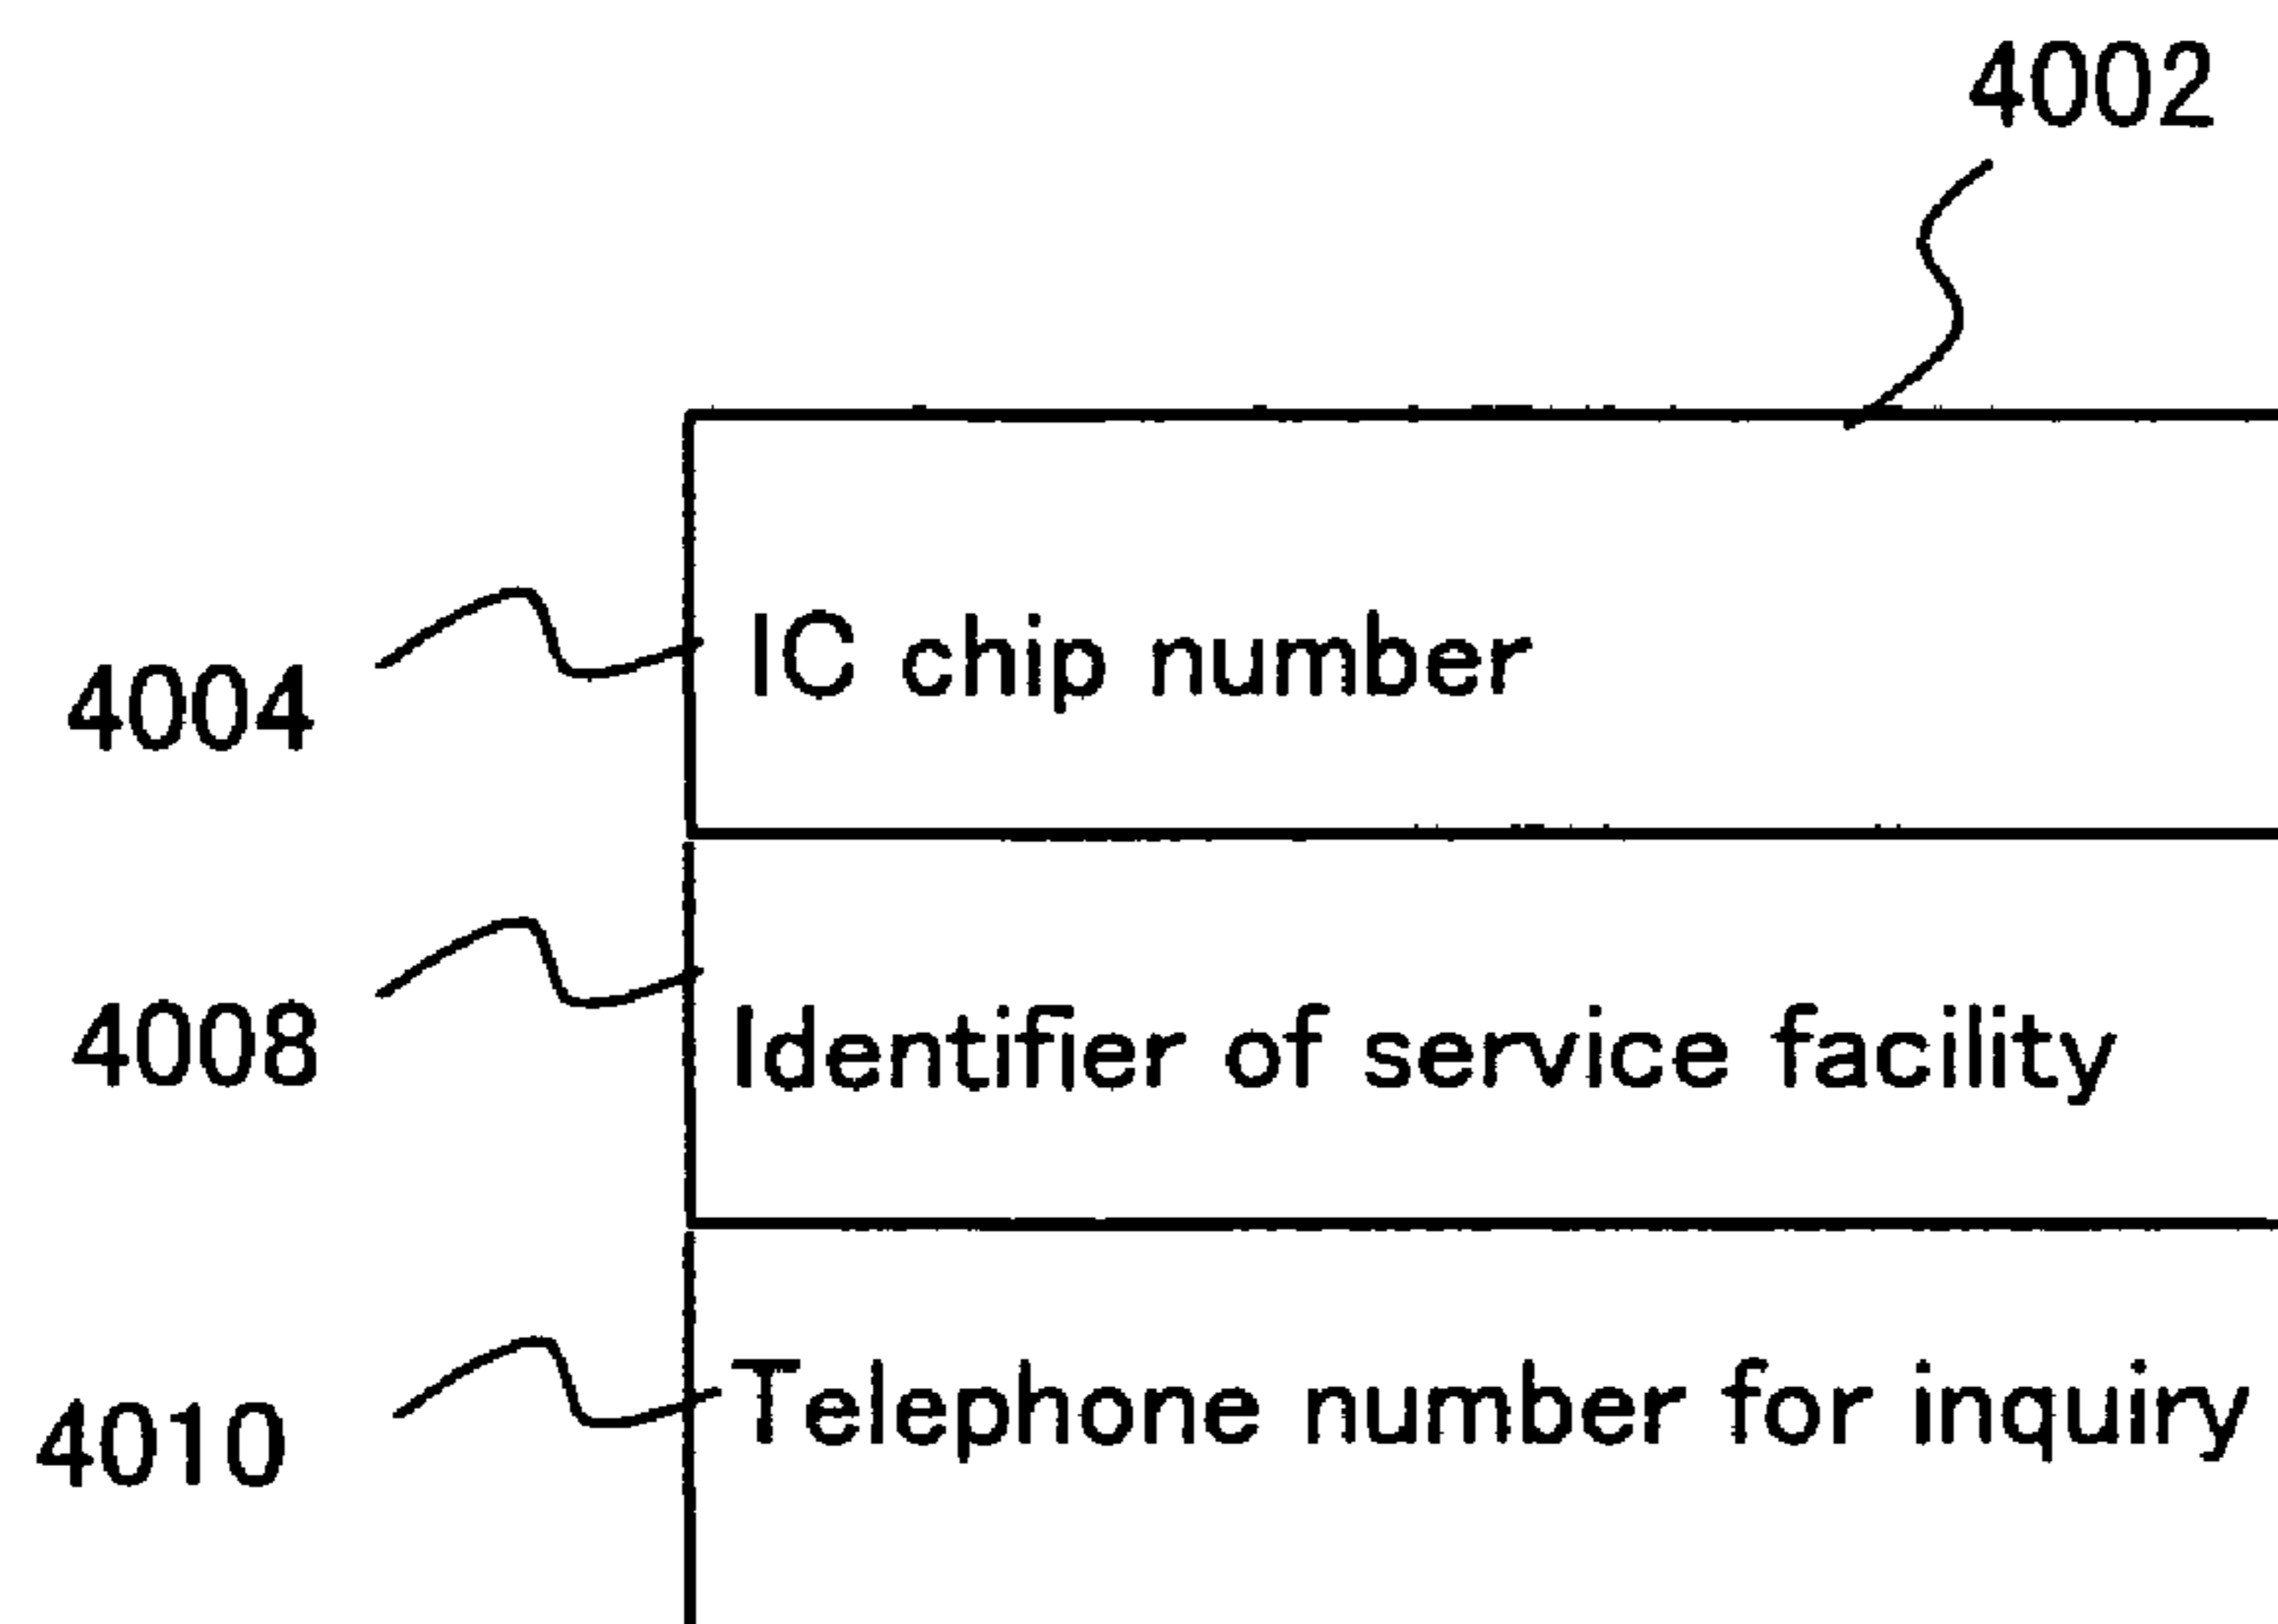 4002
4004 IC chip number
4008 Identifier of service facility
4010 Telephone number for inquiry